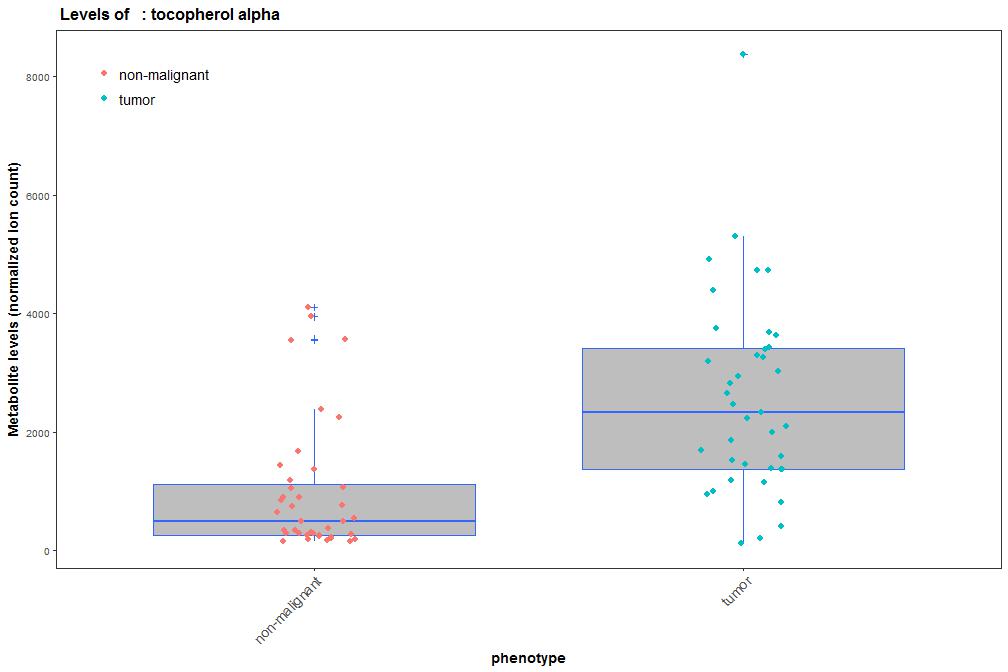 Levels of : tocopherol alpha
non-malignant
tumor
Metabolite levels (normalized Ion count)
8000
6000
4000
2000
0
non-malignant
tumor
phenotype